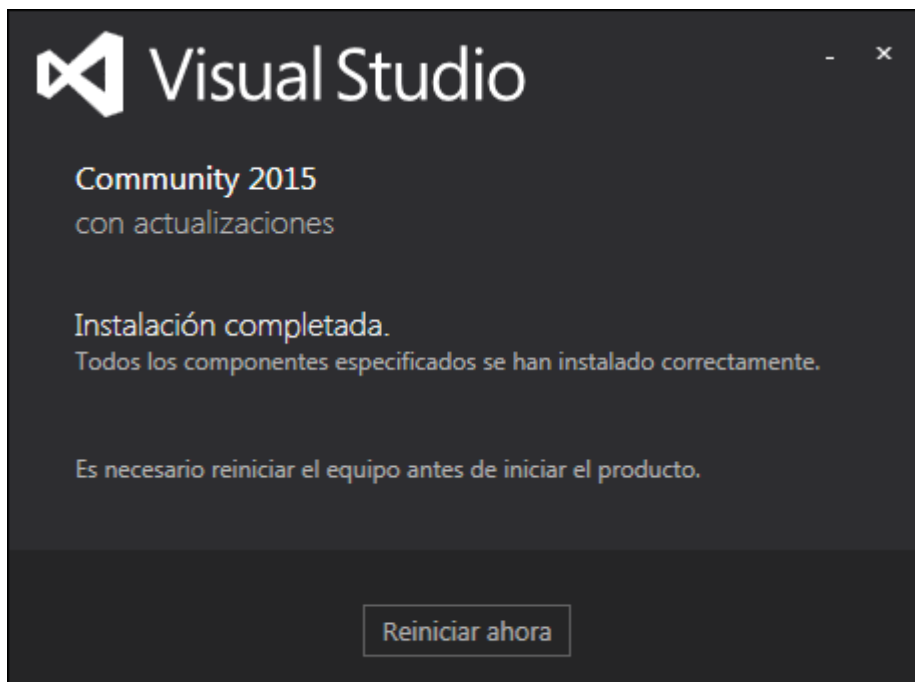 Visual Studio
Community 2015
con actualizaciones
Instalación completada.
Todos los componentes especificados se han instalado correctamente.
Es necesario reiniciar el equipo antes de iniciar el producto.
Reiniciar ahora